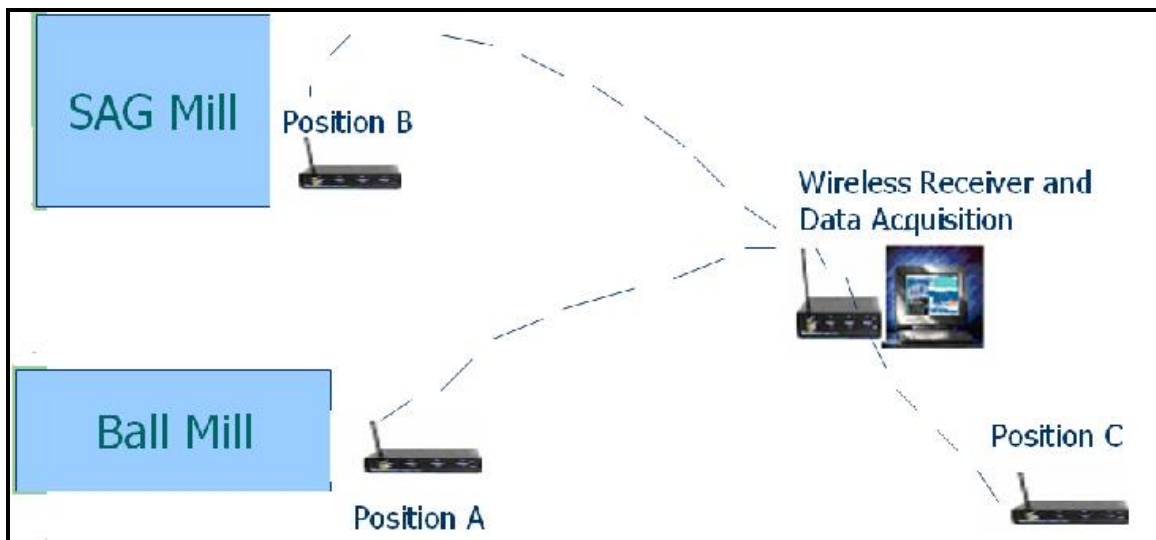 SAG Mill
Position B
Wireless Receiver and
Data Acquisition
Ball Mill
Position A
Position C